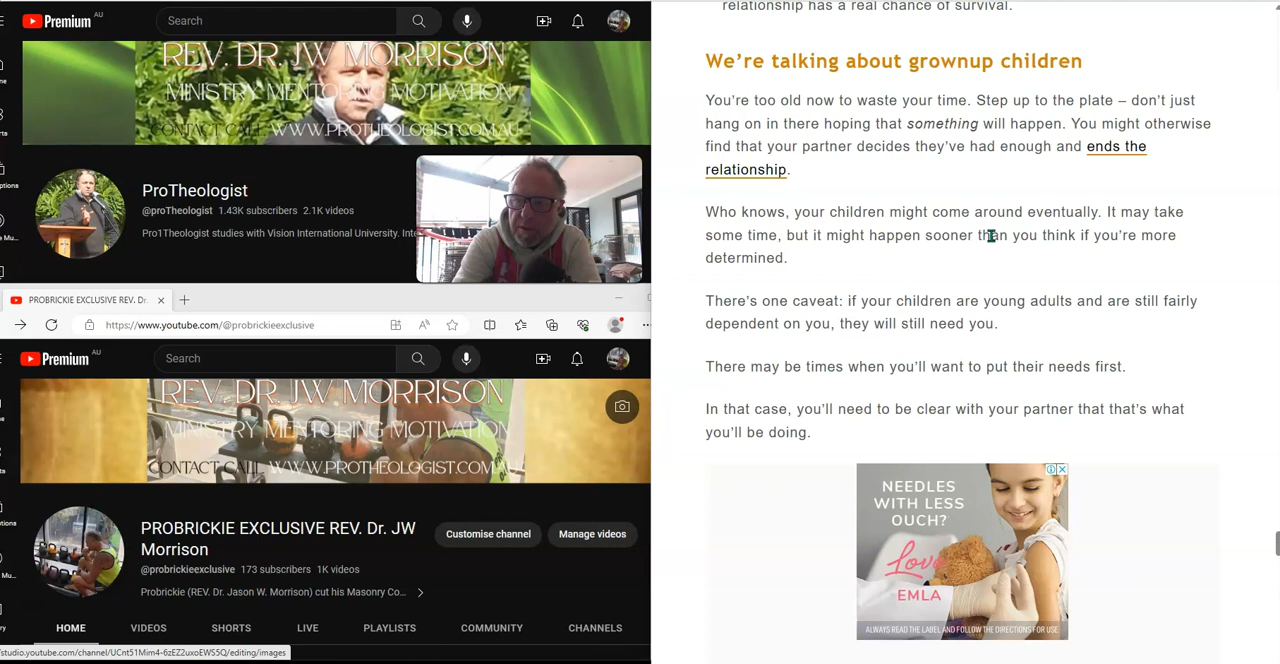 Premium AU
Search
REV. DR. JW MORRISON
MINISTRY MENTORING MOTIVATION
CONTACT CALL WWW.PROTHEOLOGIST.COM.AU
ProTheologist
@proTheologist 1.43K subscribers 2.1K videos
Pro1Theologist studies with Vision International University. Inte
PROBRICKIE EXCLUSIVE REV. Dr.
https://www.youtube.com/@probrickieexclusive
Premium AU
Search
REV. DR. JW MORRISON
MINISTRY MENTORING MOTIVATION
CONTACT CALL WWW.PROTHEOLOGIST.COM.AU
PROBRICKIE EXCLUSIVE REV. Dr. JW
Morrison
Customise channel
Manage videos
@probrickieexclusive 173 subscribers 1K videos
Probrickie (REV. Dr. Jason W. Morrison) cut his Masonry Co...
HOME VIDEOS SHORTS LIVE PLAYLISTS COMMUNITY CHANNELS
studio.youtube.com/channel/UCnt51Mim4-6zEZ2uxoEWS5Q/editing/images
relationship has a real chance of survival.
We're talking about grownup children
You're too old now to waste your time. Step up to the plate – don't just
hang on in there hoping that something will happen. You might otherwise
find that your partner decides they've had enough and ends the
relationship.
Who knows, your children might come around eventually. It may take
some time, but it might happen sooner than you think if you're more
determined.
There's one caveat: if your children are young adults and are still fairly
dependent on you, they will still need you.
There may be times when you'll want to put their needs first.
In that case, you'll need to be clear with your partner that that's what
you'll be doing.
NEEDLES
WITH LESS
OUCH?
Love
EMLA
ALWAYS READ THE LABEL AND FOLLOW THE DIRECTIONS FOR USE